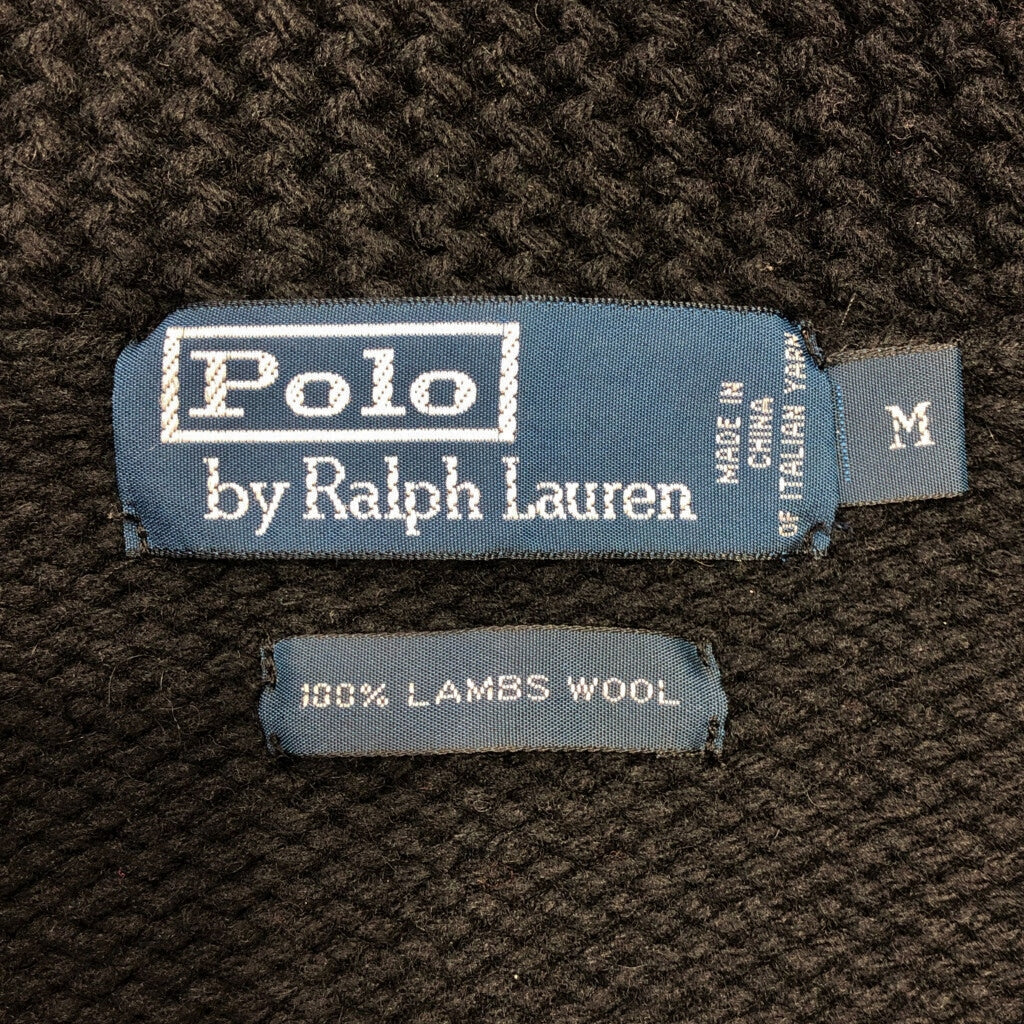 Polo
by Ralph Lauren
MADE IN
CHINA
OF ITALIAN YARN
M
100% LAMBS WOOL